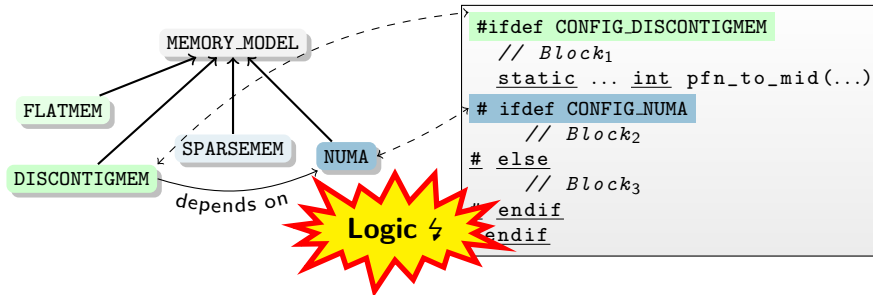 MEMORY_MODEL
FLATMEM
SPARSEMEM
DISCONTIGMEM
NUMA
depends on
Logic ↯
#ifdef CONFIG_DISCONTIGMEM
// Block₁
static ... int pfn_to_mid(...)
# ifdef CONFIG_NUMA
// Block₂
# else
// Block₃
# endif
endif